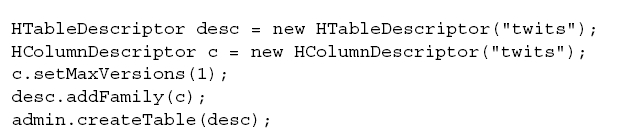 HTableDescriptor desc = new HTableDescriptor("twits");
HColumnDescriptor c = new HColumnDescriptor("twits");
c.setMaxVersions(1);
desc.addFamily(c);
admin.createTable(desc);